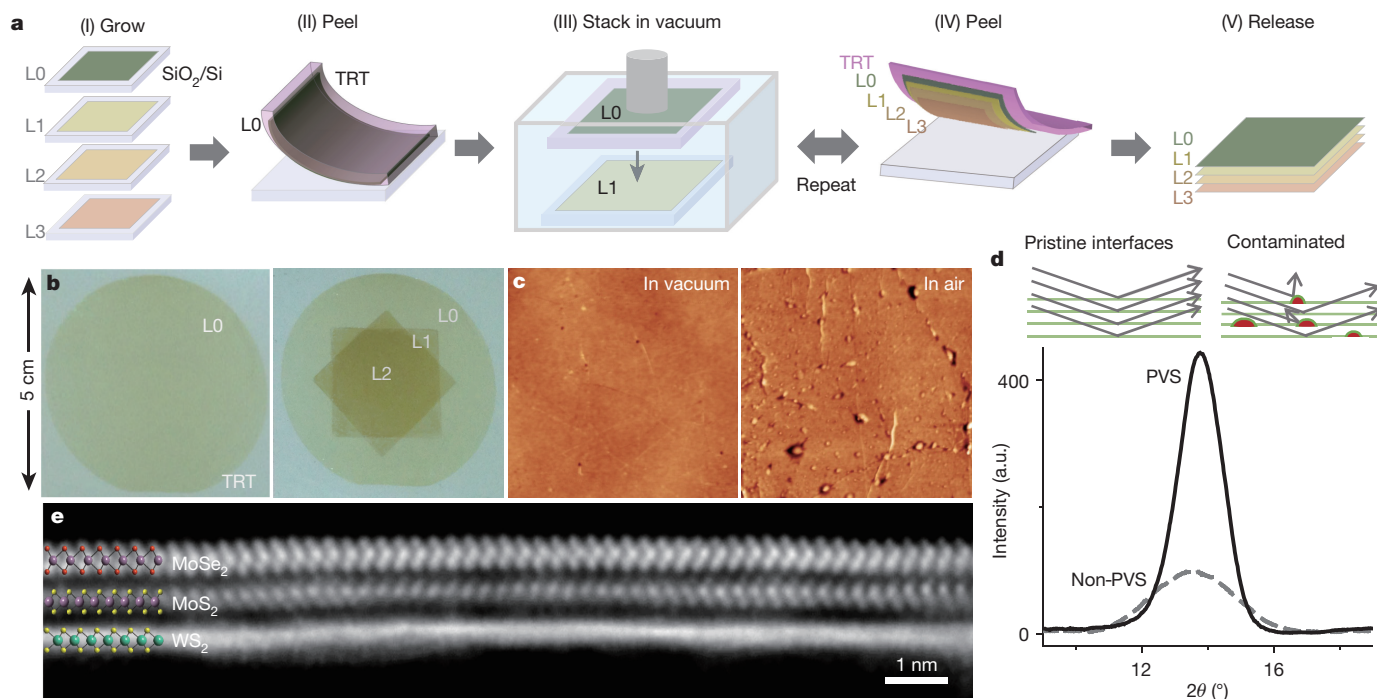 a
(I) Grow
(II) Peel
(III) Stack in vacuum
(IV) Peel
(V) Release
L0
SiO2/Si
L1
L2
L3
TRT
L0
L0
L1
Repeat
TRT
L0
L1
L2
L3
L0
L1
L2
L3
b
5 cm
L0
TRT
L0
L1
L2
c
In vacuum
In air
d
Pristine interfaces
Contaminated
PVS
Non-PVS
Intensity (a.u.)
400
0
12
16
2θ (°)
e
MoSe2
MoS2
WS2
1 nm